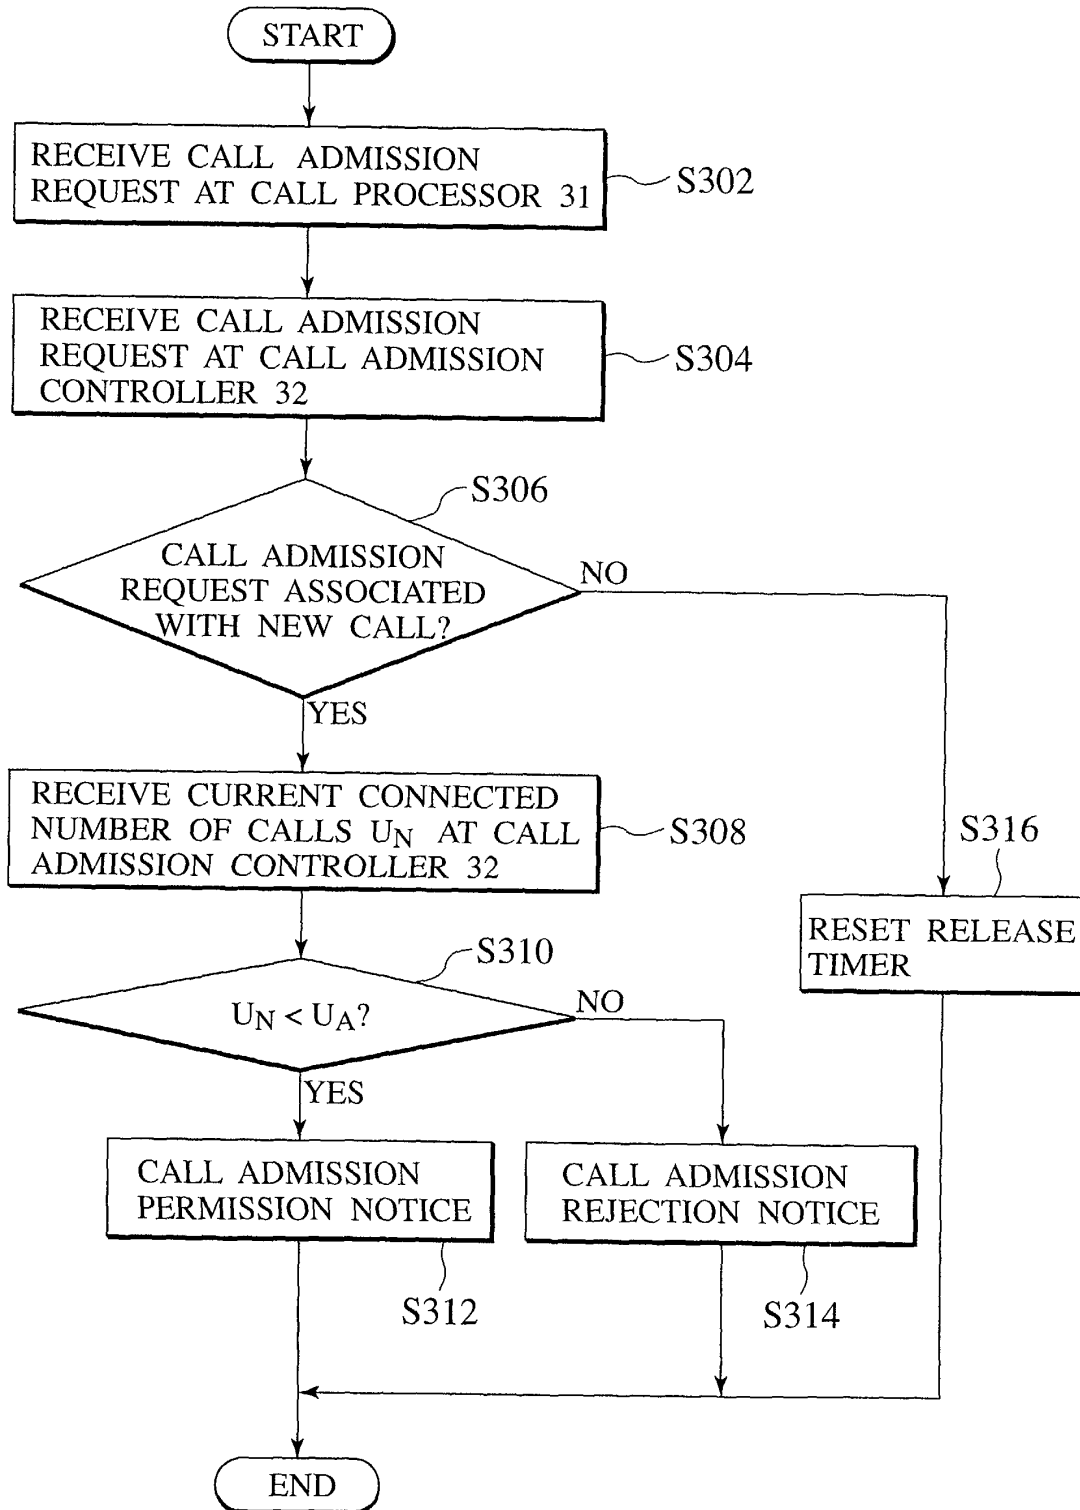 START
RECEIVE CALL ADMISSION
REQUEST AT CALL PROCESSOR 31
S302
RECEIVE CALL ADMISSION
REQUEST AT CALL ADMISSION
CONTROLLER 32
S304
S306
CALL ADMISSION
REQUEST ASSOCIATED
WITH NEW CALL?
NO
YES
RECEIVE CURRENT CONNECTED
NUMBER OF CALLS UN AT CALL
ADMISSION CONTROLLER 32
S308
S316
RESET RELEASE
TIMER
S310
UN < UA?
NO
YES
CALL ADMISSION
PERMISSION NOTICE
S312
CALL ADMISSION
REJECTION NOTICE
S314
END